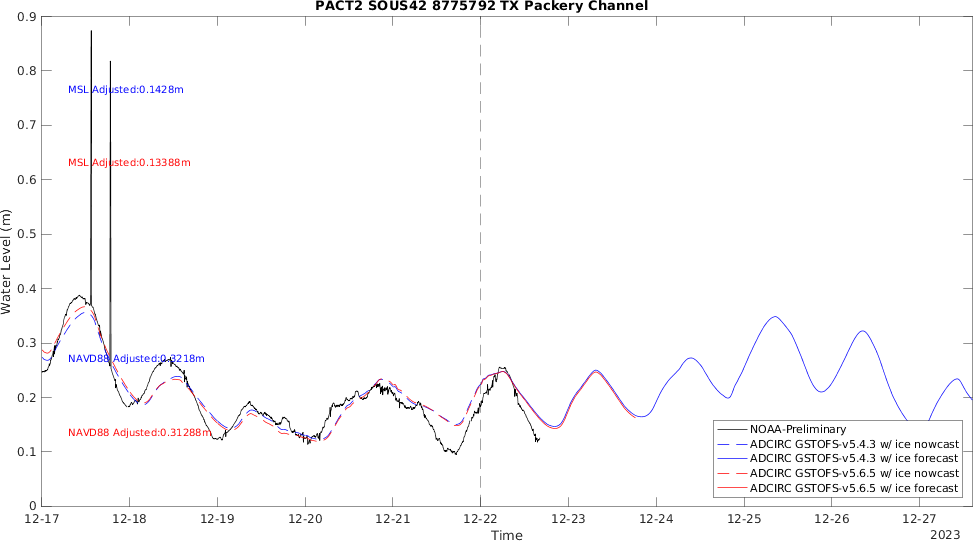 PACT2 SOUS42 8775792 TX Packery Channel
0.9
0.8
MSL Adjusted:0.1428m
0.7
MSL Adjusted:0.13388m
0.6
0.5
Water Level (m)
0.4
0.3
NAVD88 Adjusted:0.3218m
0.2
NAVD88 Adjusted:0.31288m
0.1
0
NOAA-Preliminary
ADCIRC GSTOFS-v5.4.3 w/ ice nowcast
ADCIRC GSTOFS-v5.4.3 w/ ice forecast
ADCIRC GSTOFS-v5.6.5 w/ ice nowcast
ADCIRC GSTOFS-v5.6.5 w/ ice forecast
12-17 12-18 12-19 12-20 12-21 12-22 12-23 12-24 12-25 12-26 12-27
Time
2023